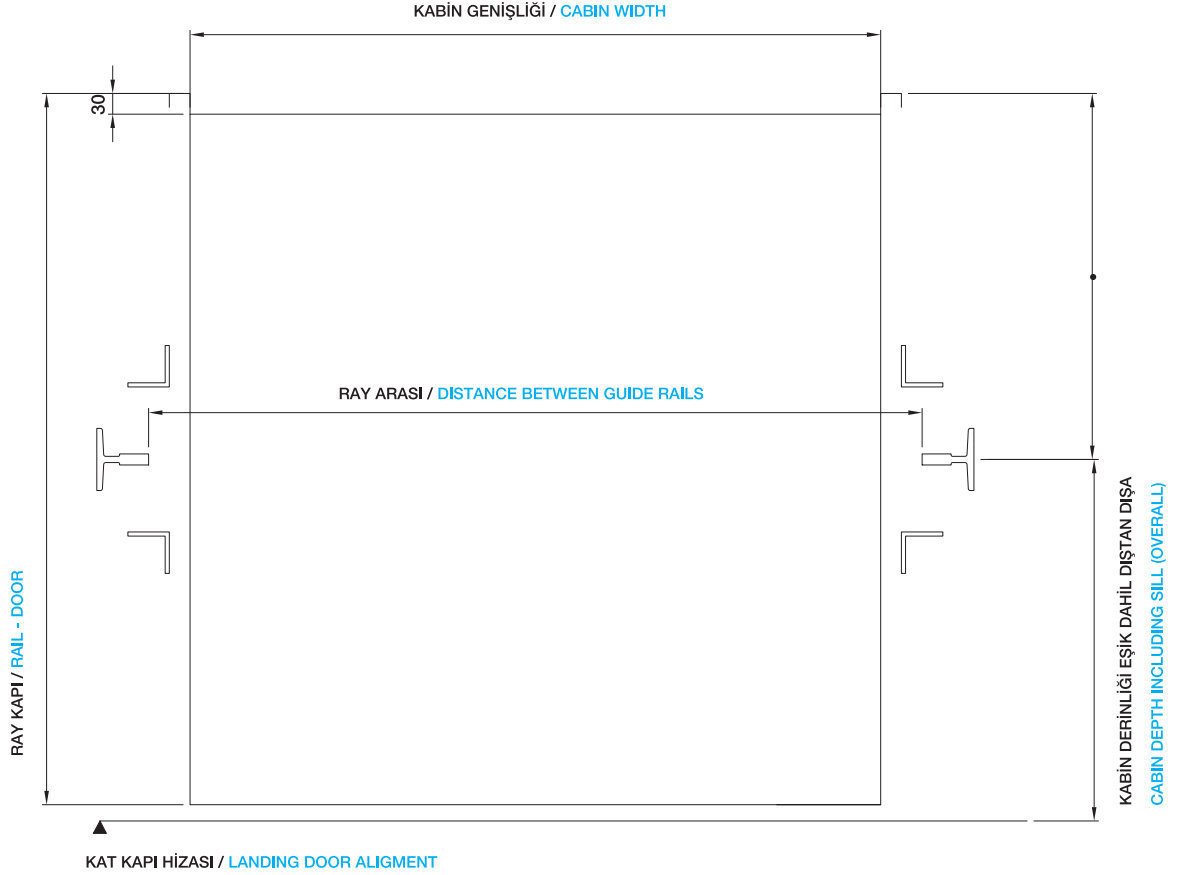 KABİN GENİŞLİĞİ / CABIN WIDTH
30
RAY ARASI / DISTANCE BETWEEN GUIDE RAILS
RAY KAPI / RAIL - DOOR
KABİN DERİNLİĞİ EŞİK DAHİL DIŞTAN DIŞA
CABIN DEPTH INCLUDING SILL (OVERALL)
KAT KAPI HİZASI / LANDING DOOR ALIGMENT